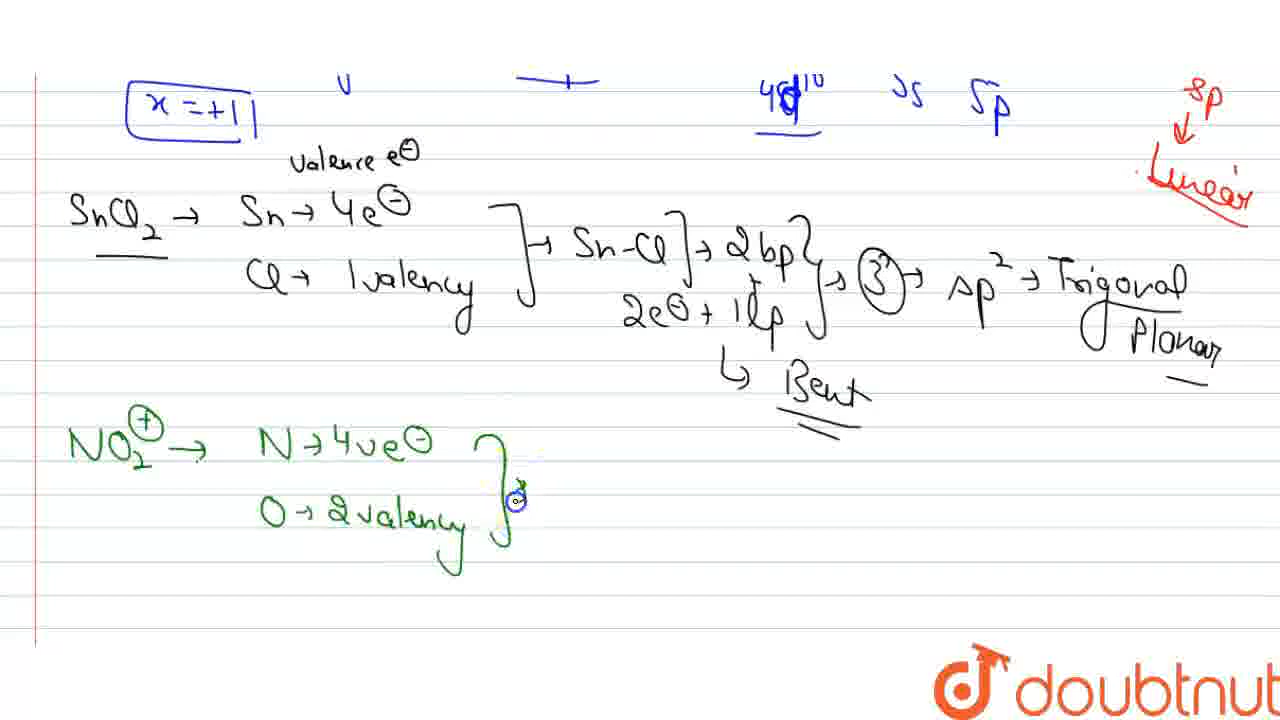 x = +1 4d10 5s 5p sp
Linear
valence e⊖
SnCl2 → Sn → 4e⊖
Cl → 1 valency
→ Sn-Cl → 2bp
2e⊖ + 1lp
→ 3 → sp2 → Trigonal
Planar
↳ Bent
NO2⊕ → N → 4ve⊖
O → 2 valency
doubtnut